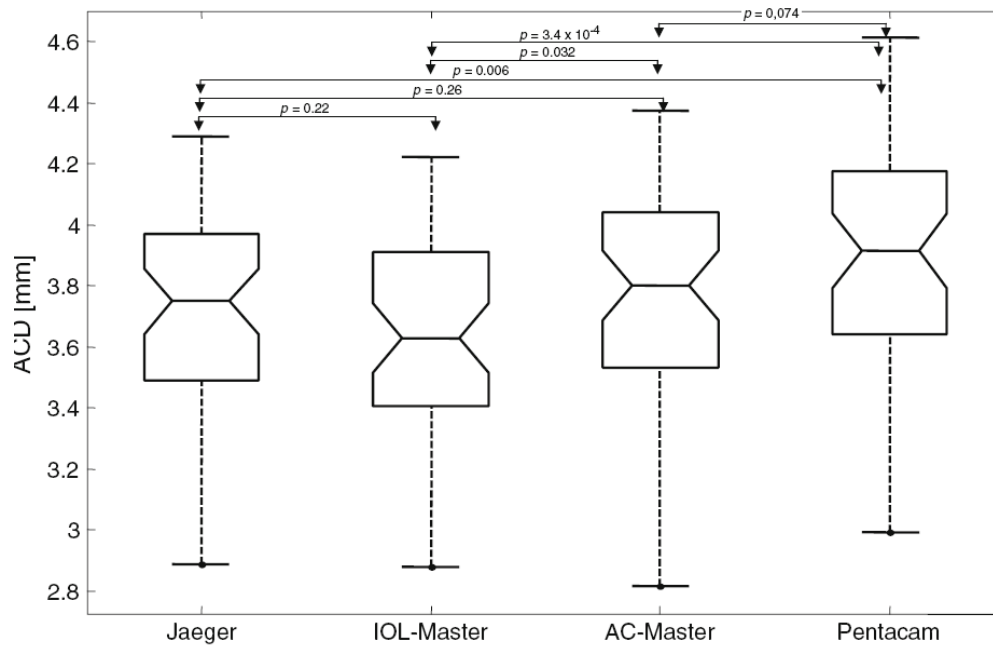 p = 0,074
p = 3.4 x 10-4
p = 0.032
p = 0.006
p = 0.26
p = 0.22
ACD [mm]
4.6
4.4
4.2
4
3.8
3.6
3.4
3.2
3
2.8
Jaeger IOL-Master AC-Master Pentacam